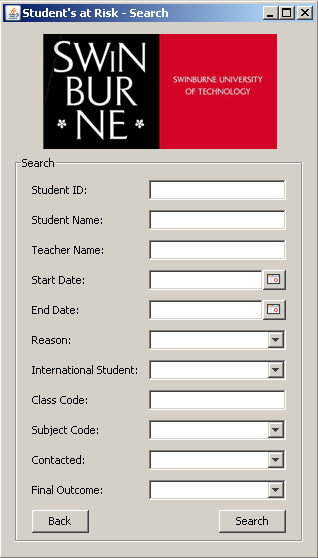 Student's at Risk - Search
SWiN
BUR
NE
SWINBURNE UNIVERSITY
OF TECHNOLOGY
Search
Student ID:
Student Name:
Teacher Name:
Start Date:
End Date:
Reason:
International Student:
Class Code:
Subject Code:
Contacted:
Final Outcome:
Back Search